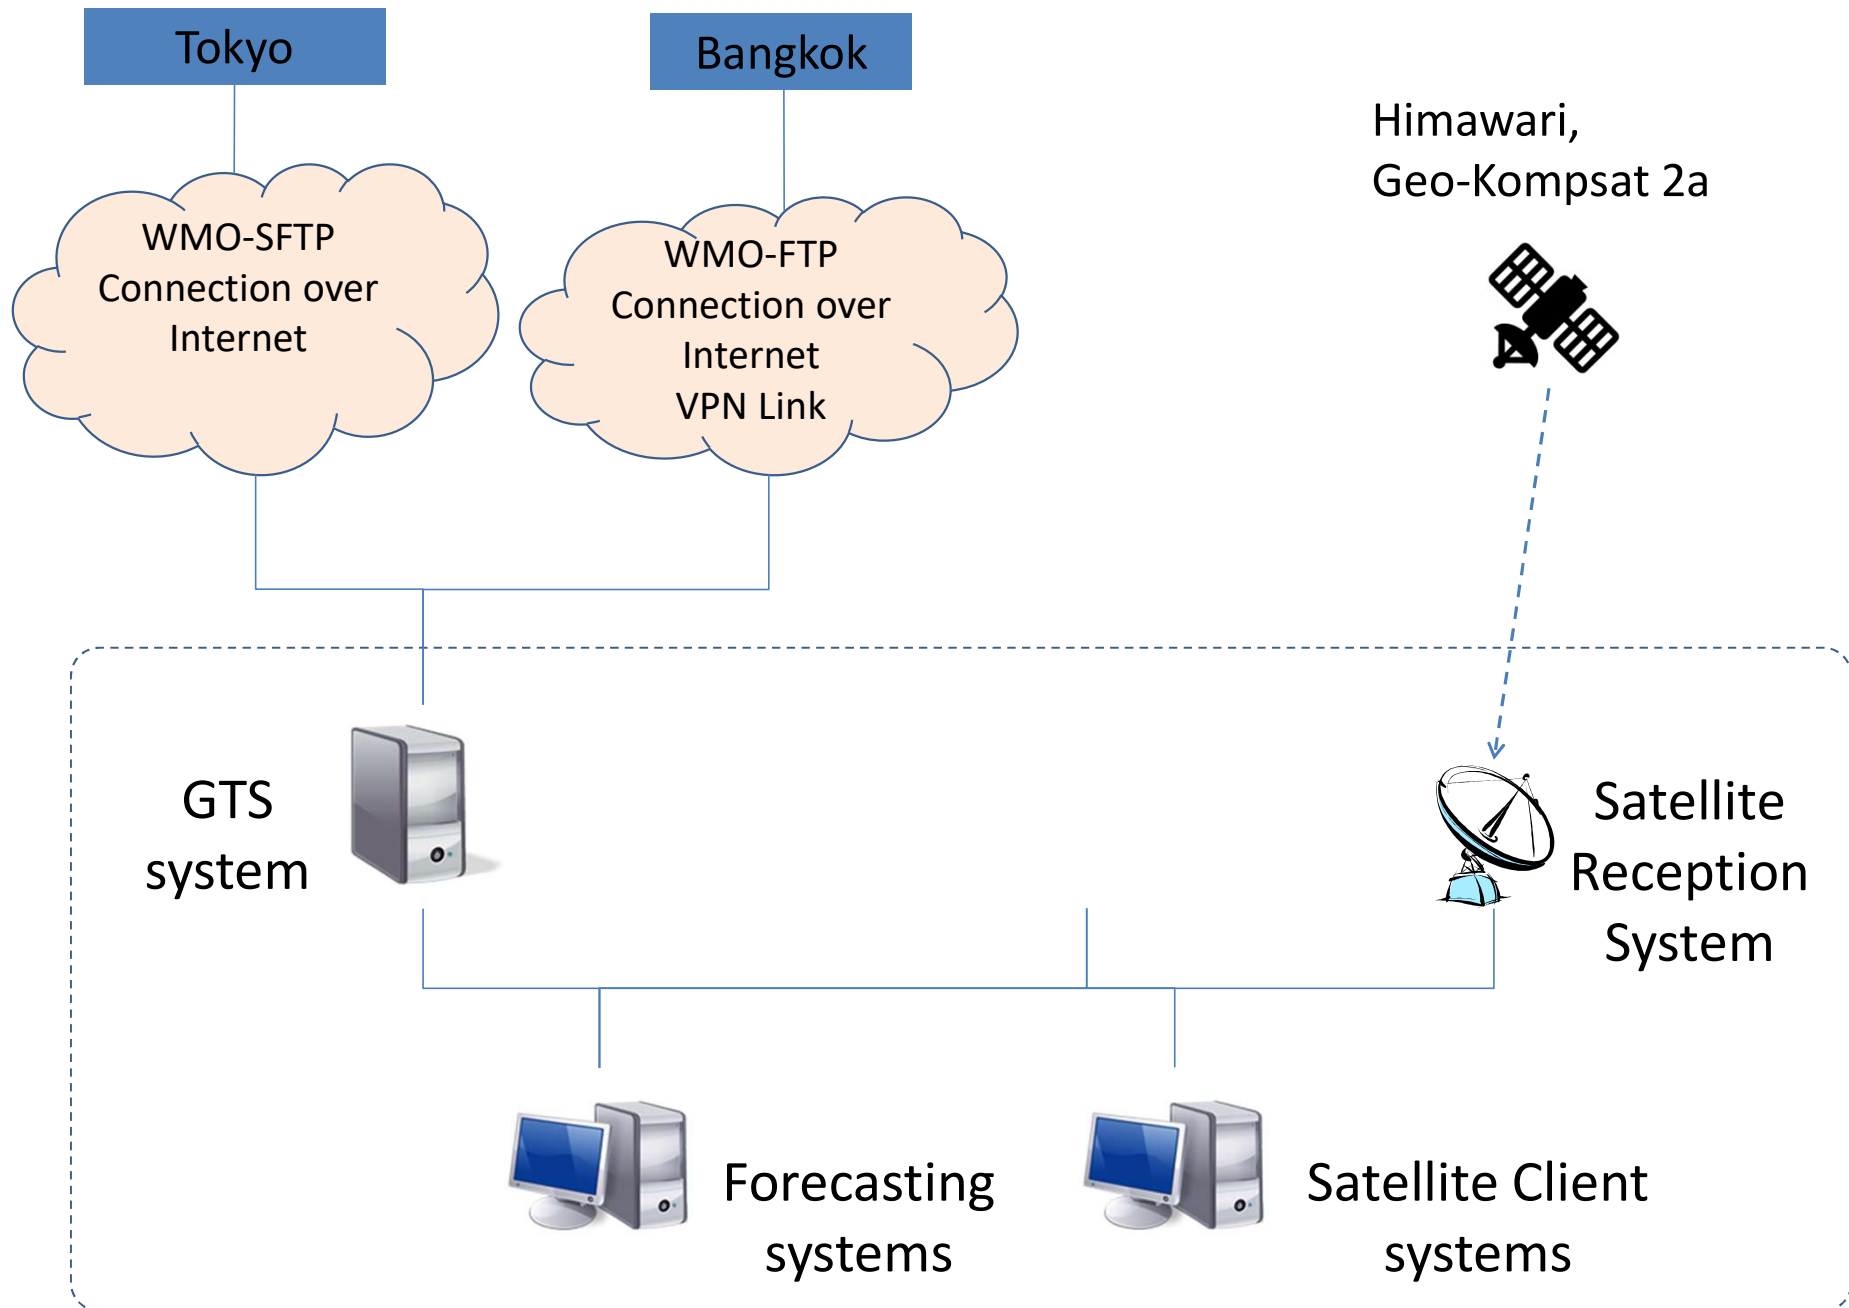 Tokyo
Bangkok
Himawari,
Geo-Kompsat 2a
WMO-SFTP
Connection over
Internet
WMO-FTP
Connection over
Internet
VPN Link
GTS
system
Satellite
Reception
System
Forecasting
systems
Satellite Client
systems